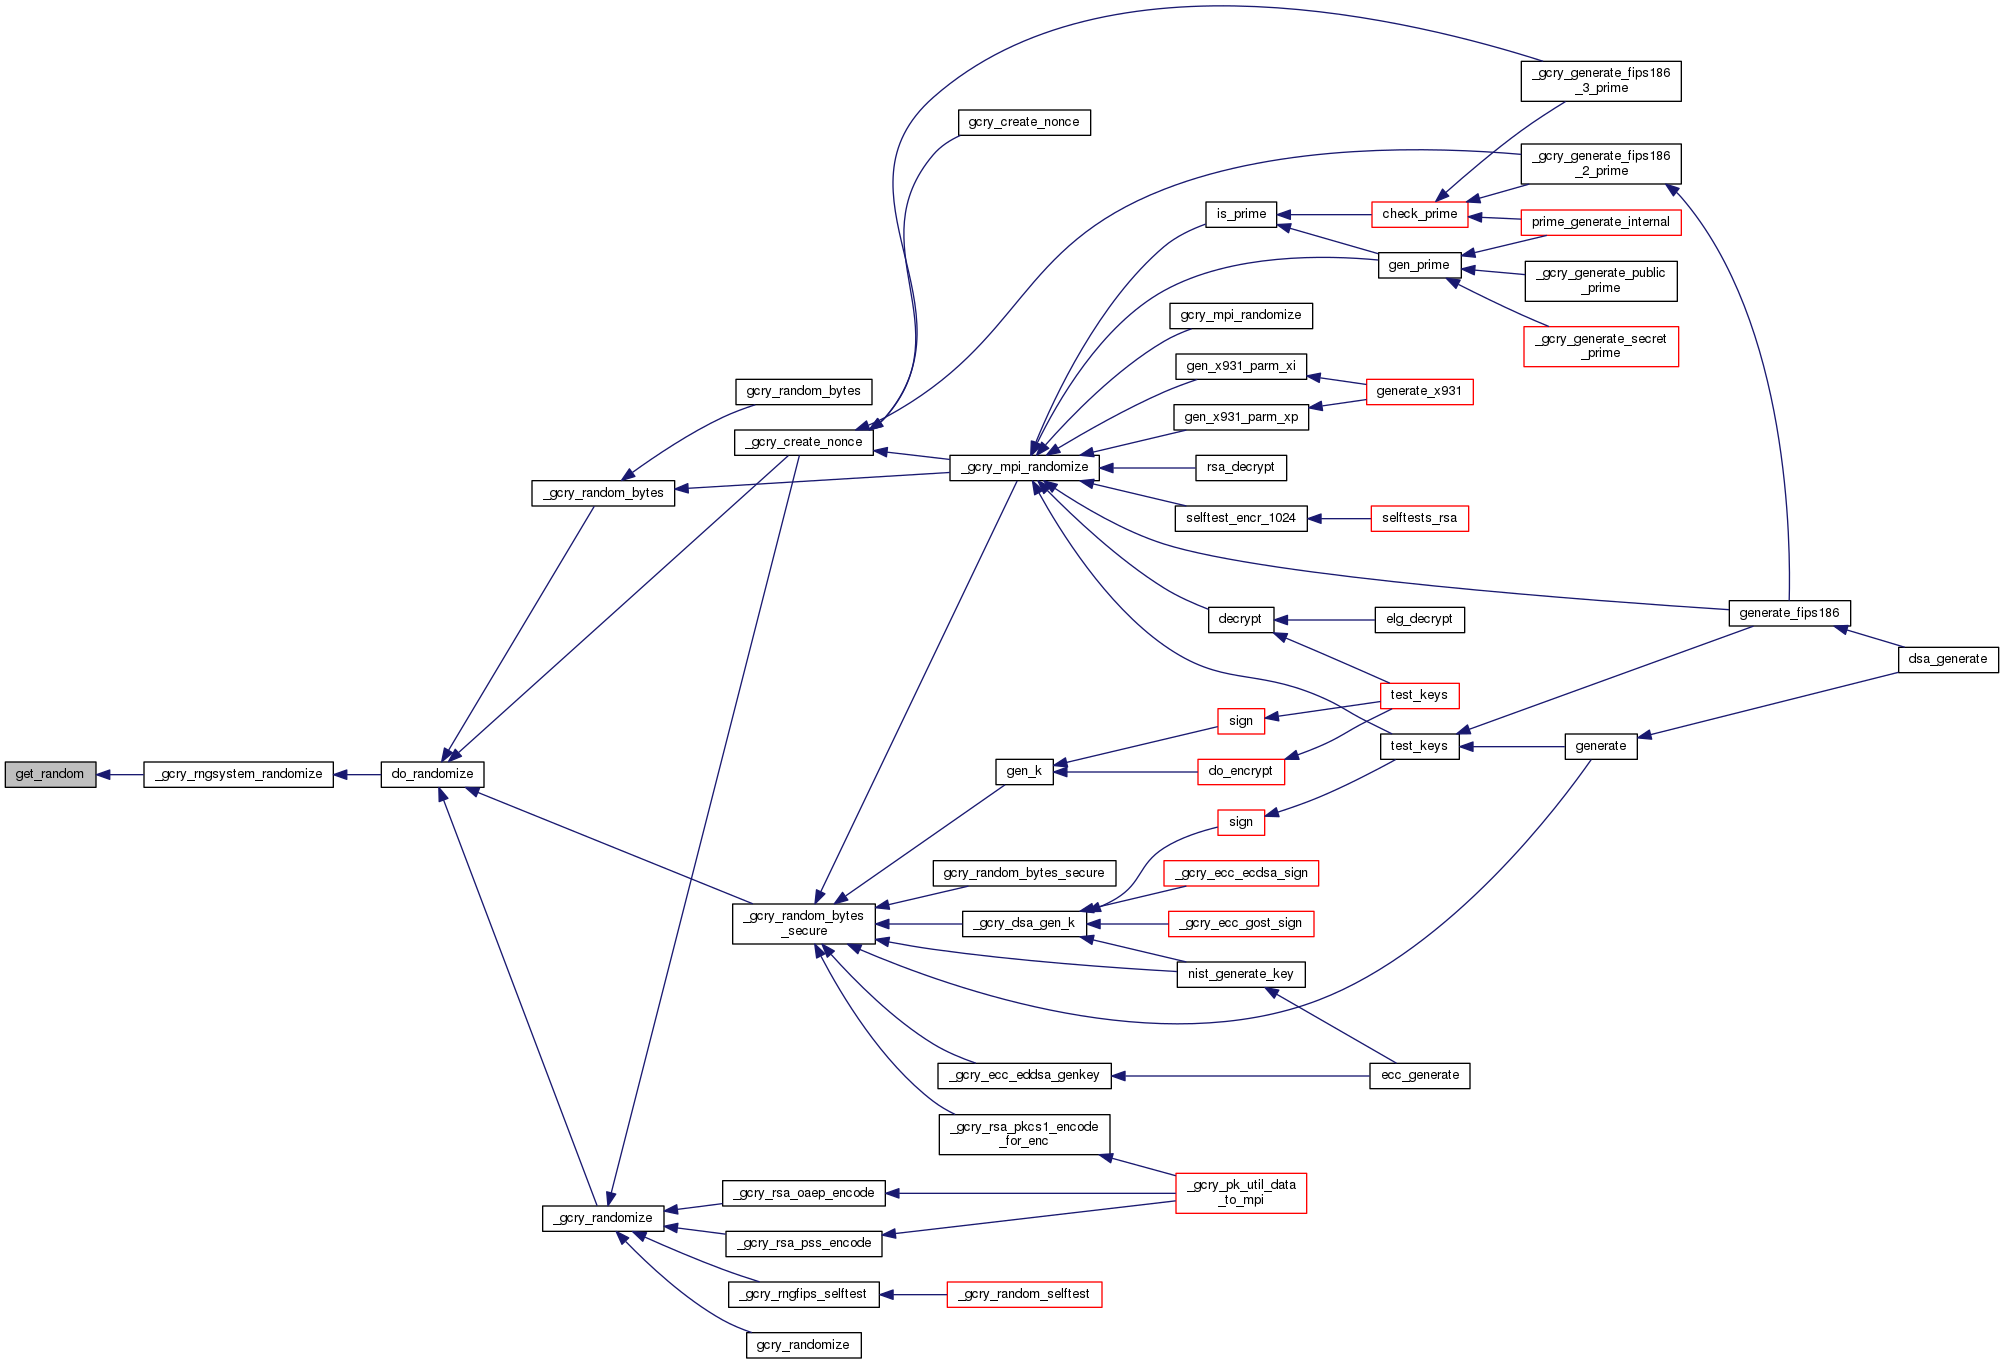 _gcry_generate_fips186
_3_prime
gcry_create_nonce
_gcry_generate_fips186
_2_prime
is_prime
check_prime
prime_generate_internal
gen_prime
_gcry_generate_public
_prime
gcry_mpi_randomize
_gcry_generate_secret
_prime
gen_x931_parm_xi
gcry_random_bytes
generate_x931
gen_x931_parm_xp
_gcry_create_nonce
_gcry_mpi_randomize
rsa_decrypt
_gcry_random_bytes
selftest_encr_1024
selftests_rsa
generate_fips186
decrypt
elg_decrypt
dsa_generate
test_keys
sign
test_keys
generate
get_random
_gcry_rngsystem_randomize
do_randomize
gen_k
do_encrypt
sign
gcry_random_bytes_secure
_gcry_ecc_ecdsa_sign
_gcry_random_bytes
_secure
_gcry_dsa_gen_k
_gcry_ecc_gost_sign
nist_generate_key
_gcry_ecc_eddsa_genkey
ecc_generate
_gcry_rsa_pkcs1_encode
_for_enc
_gcry_rsa_oaep_encode
_gcry_pk_util_data
_to_mpi
_gcry_randomize
_gcry_rsa_pss_encode
_gcry_rngfips_selftest
_gcry_random_selftest
gcry_randomize